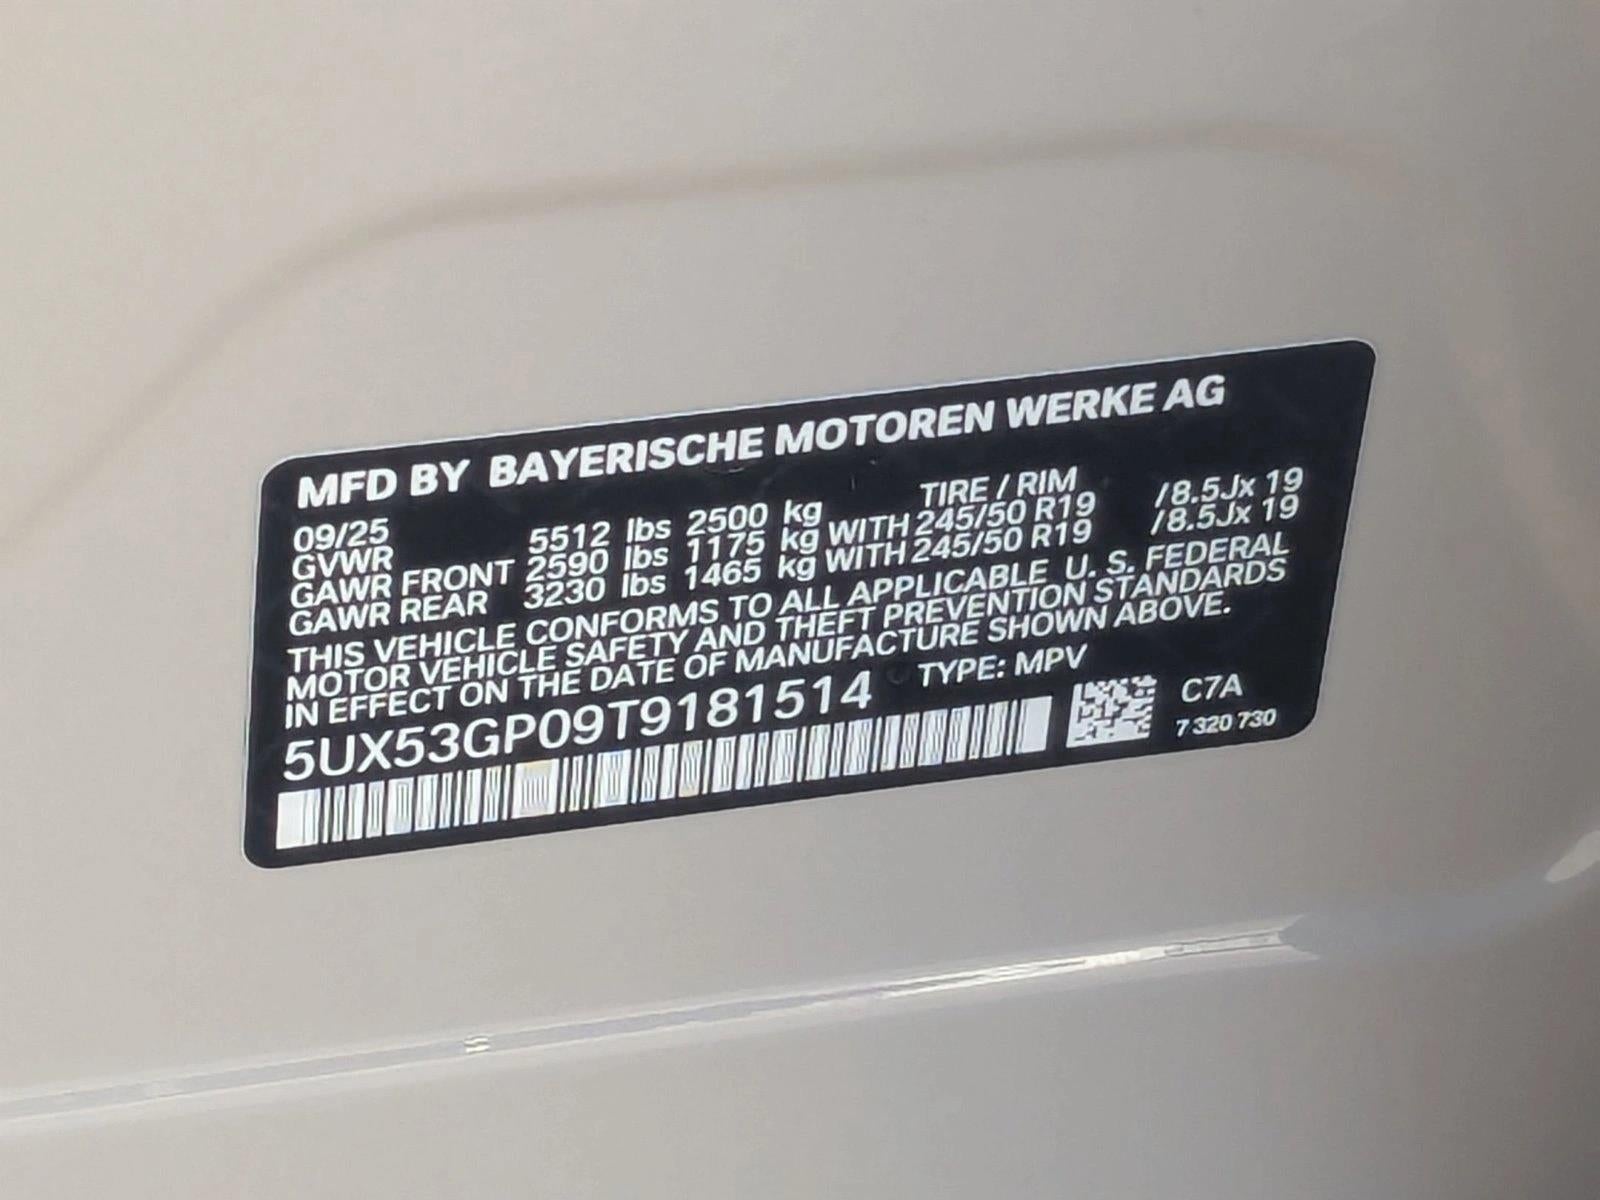 MFD BY BAYERISCHE MOTOREN WERKE AG
09/25 TIRE / RIM
GVWR 5512 lbs 2500 kg
GAWR FRONT 2590 lbs 1175 kg WITH 245/50 R19 /8.5Jx 19
GAWR REAR 3230 lbs 1465 kg WITH 245/50 R19 /8.5Jx 19
THIS VEHICLE CONFORMS TO ALL APPLICABLE U. S. FEDERAL
MOTOR VEHICLE SAFETY AND THEFT PREVENTION STANDARDS
IN EFFECT ON THE DATE OF MANUFACTURE SHOWN ABOVE.
5UX53GP09T9181514 TYPE: MPV
C7A
7 320 730